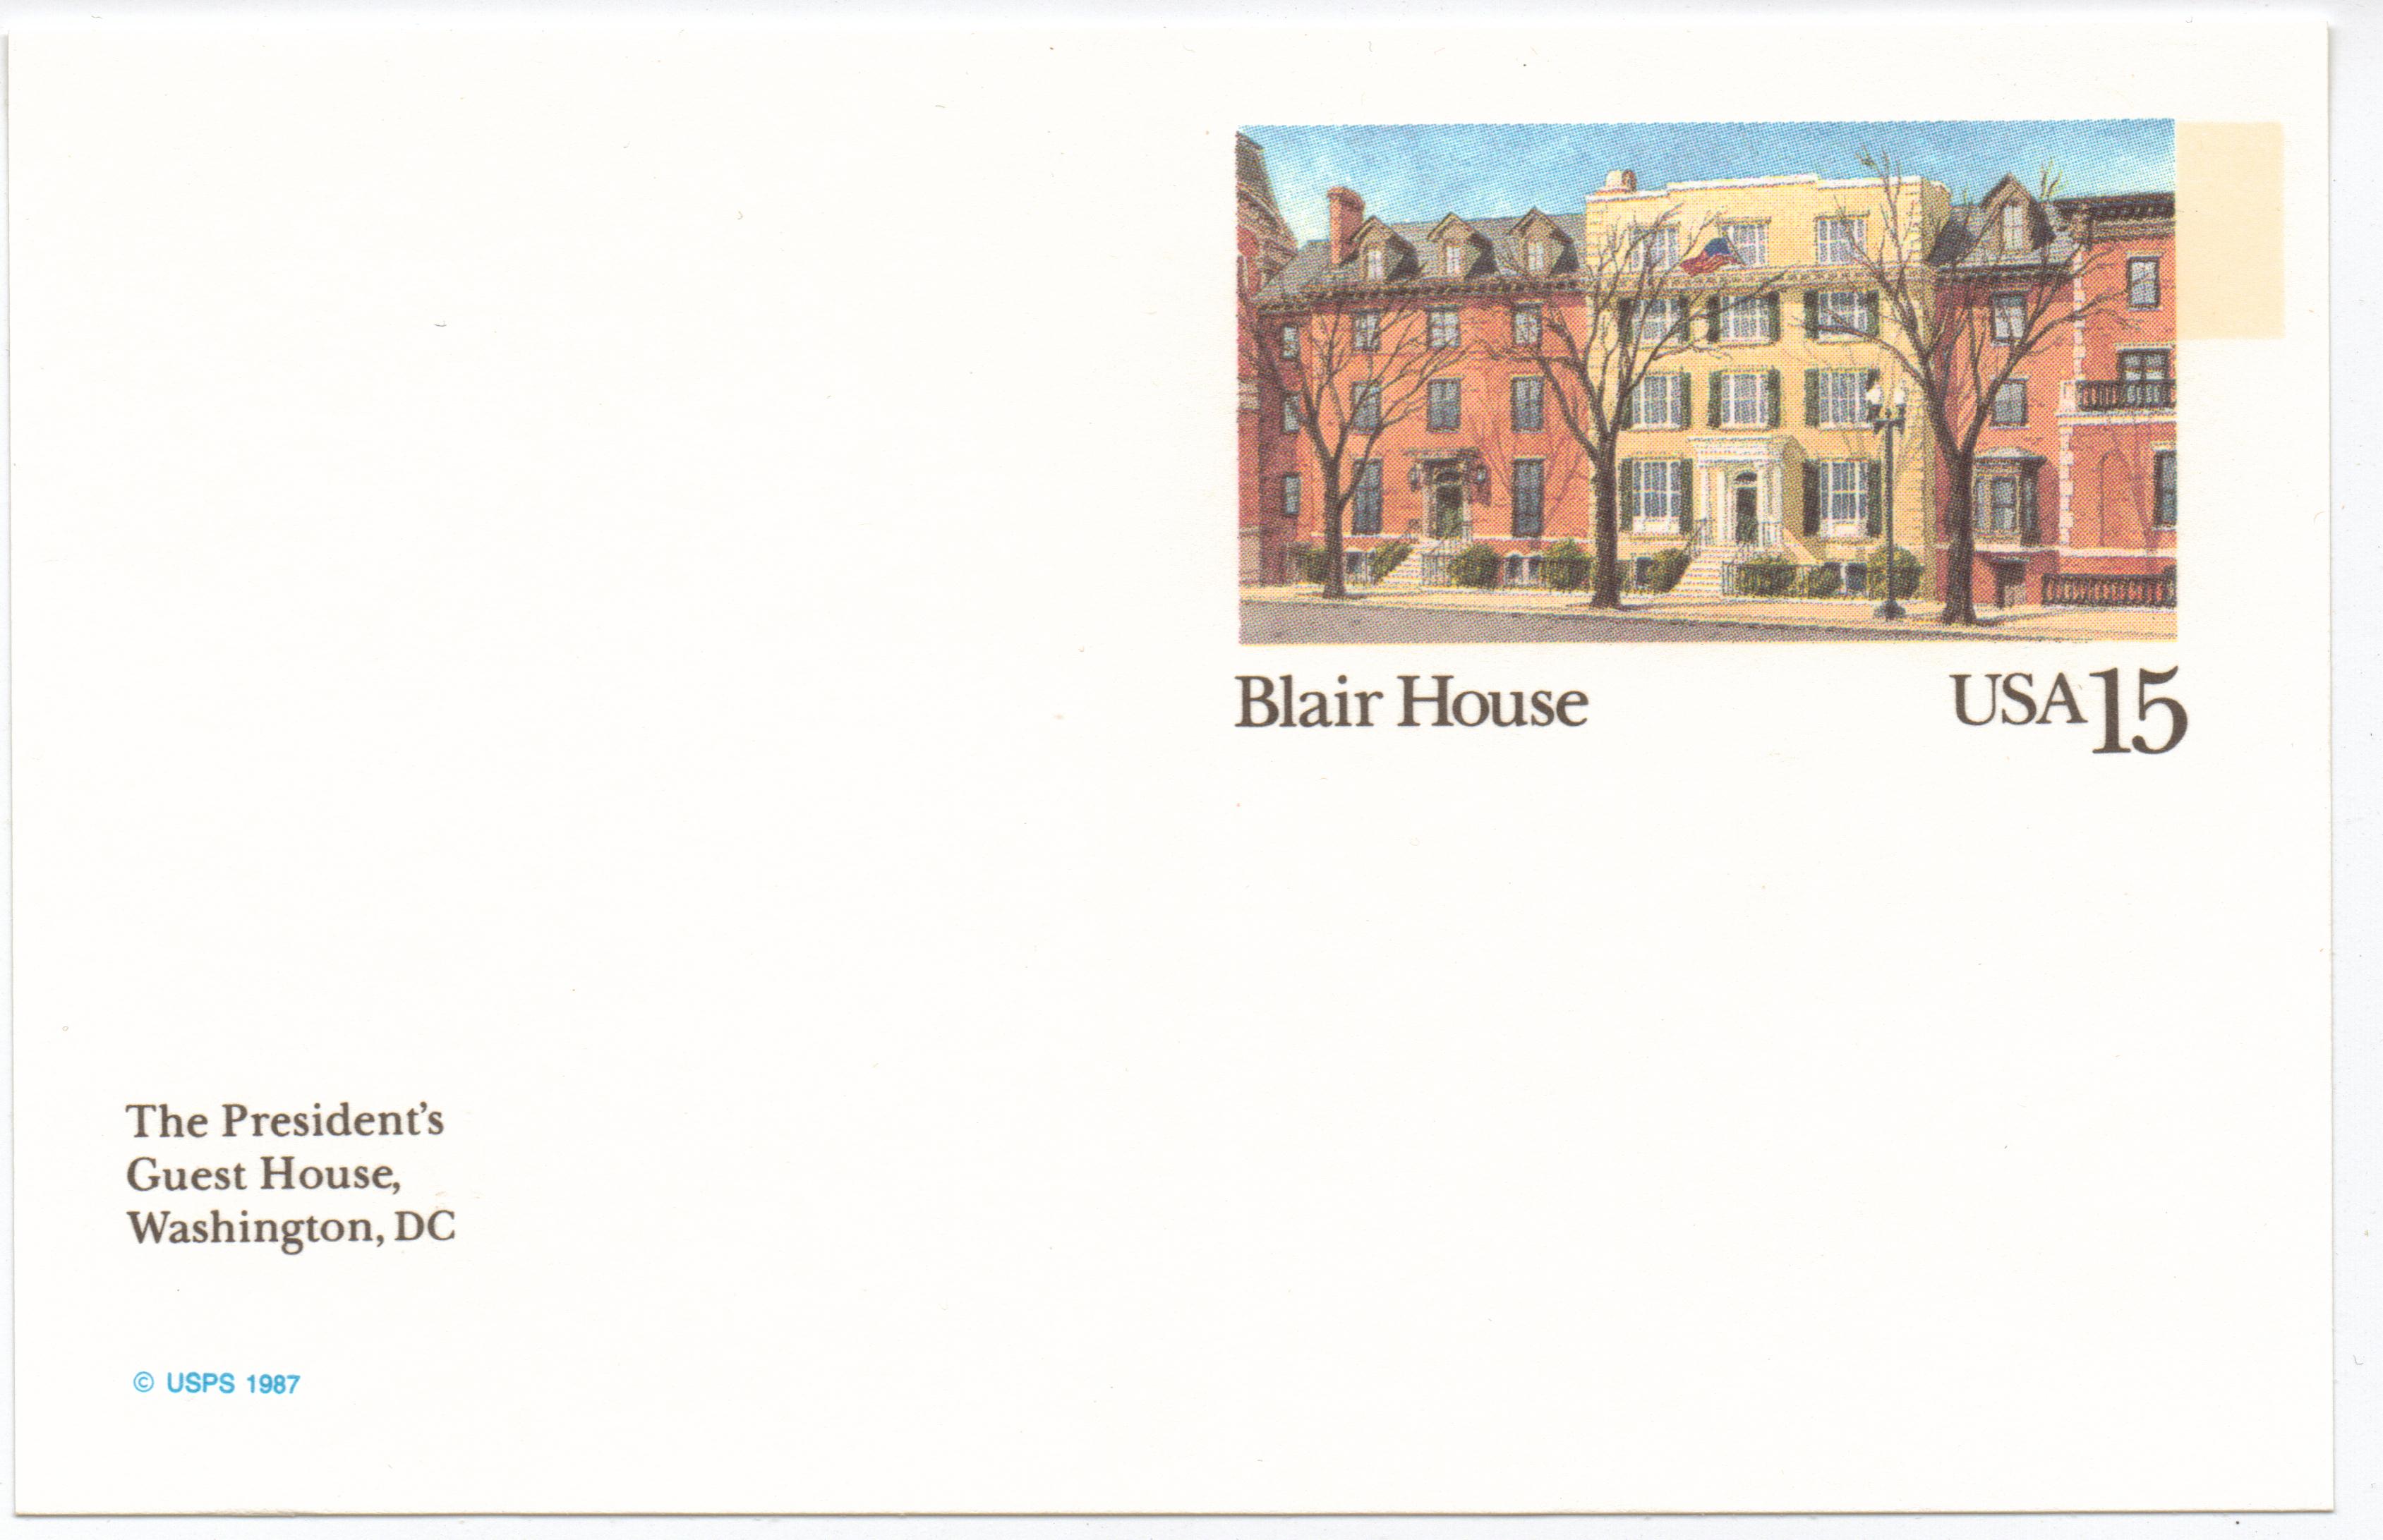 Blair House
USA15
The President's
Guest House,
Washington, DC
© USPS 1987